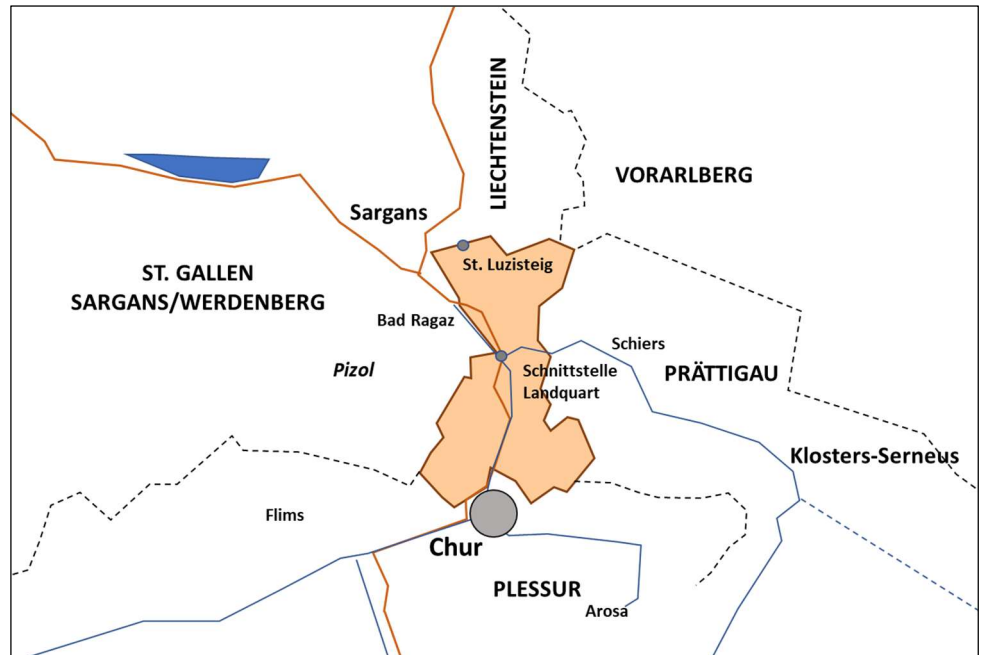 LIECHTENSTEIN
VORARLBERG
Sargans
St. Luzisteig
ST. GALLEN
SARGANS/WERDENBERG
Bad Ragaz
Schiers
Pizol
Schnittstelle
Landquart
PRÄTTIGAU
Klosters-Serneus
Flims
Chur
PLESSUR
Arosa